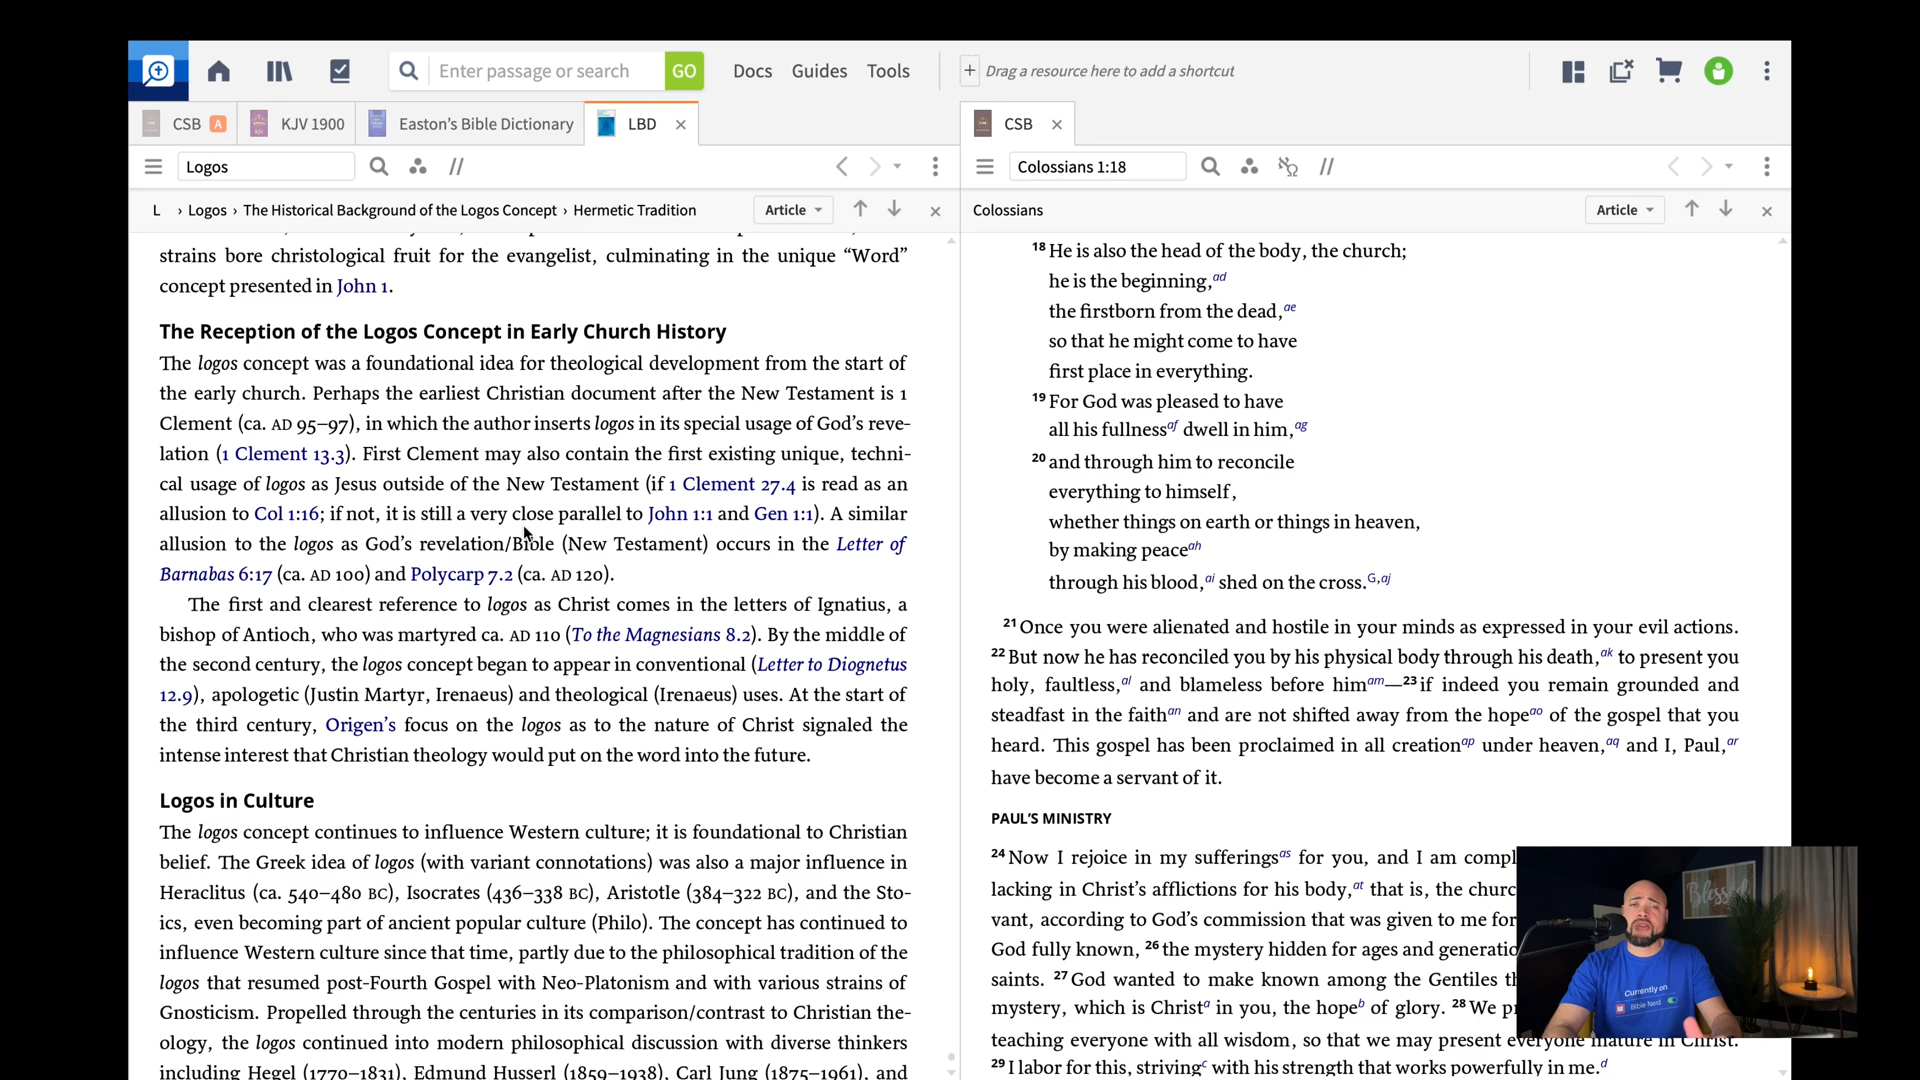 Enter passage or search
GO
Docs
Guides
Tools
Drag a resource here to add a shortcut
CSB A
KJV 1900
Easton's Bible Dictionary
LBD
CSB
Logos
Colossians 1:18
L › Logos › The Historical Background of the Logos Concept › Hermetic Tradition
Article
Colossians
Article
strains bore christological fruit for the evangelist, culminating in the unique “Word”
concept presented in John 1.
The Reception of the Logos Concept in Early Church History
The logos concept was a foundational idea for theological development from the start of
the early church. Perhaps the earliest Christian document after the New Testament is 1
Clement (ca. AD 95–97), in which the author inserts logos in its special usage of God’s reve-
lation (1 Clement 13.3). First Clement may also contain the first existing unique, techni-
cal usage of logos as Jesus outside of the New Testament (if 1 Clement 27.4 is read as an
allusion to Col 1:16; if not, it is still a very close parallel to John 1:1 and Gen 1:1). A similar
allusion to the logos as God’s revelation/Bible (New Testament) occurs in the Letter of
Barnabas 6:17 (ca. AD 100) and Polycarp 7.2 (ca. AD 120).
The first and clearest reference to logos as Christ comes in the letters of Ignatius, a
bishop of Antioch, who was martyred ca. AD 110 (To the Magnesians 8.2). By the middle of
the second century, the logos concept began to appear in conventional (Letter to Diognetus
12.9), apologetic (Justin Martyr, Irenaeus) and theological (Irenaeus) uses. At the start of
the third century, Origen’s focus on the logos as to the nature of Christ signaled the
intense interest that Christian theology would put on the word into the future.
Logos in Culture
The logos concept continues to influence Western culture; it is foundational to Christian
belief. The Greek idea of logos (with variant connotations) was also a major influence in
Heraclitus (ca. 540–480 BC), Isocrates (436–338 BC), Aristotle (384–322 BC), and the Sto-
ics, even becoming part of ancient popular culture (Philo). The concept has continued to
influence Western culture since that time, partly due to the philosophical tradition of the
logos that resumed post-Fourth Gospel with Neo-Platonism and with various strains of
Gnosticism. Propelled through the centuries in its comparison/contrast to Christian the-
ology, the logos continued into modern philosophical discussion with diverse thinkers
including Hegel (1770–1831), Edmund Husserl (1859–1938), Carl Jung (1875–1961), and
18 He is also the head of the body, the church;
he is the beginning,ad
the firstborn from the dead,ae
so that he might come to have
first place in everything.
19 For God was pleased to have
all his fullnessaf dwell in him,ag
20 and through him to reconcile
everything to himself,
whether things on earth or things in heaven,
by making peaceah
through his blood,ai shed on the cross.G,aj
21 Once you were alienated and hostile in your minds as expressed in your evil actions.
22 But now he has reconciled you by his physical body through his death,ak to present you
holy, faultless,al and blameless before himam—23 if indeed you remain grounded and
steadfast in the faithan and are not shifted away from the hopeao of the gospel that you
heard. This gospel has been proclaimed in all creationap under heaven,aq and I, Paul,ar
have become a servant of it.
PAUL’S MINISTRY
24 Now I rejoice in my sufferingsas for you, and I am compl
lacking in Christ’s afflictions for his body,at that is, the churc
vant, according to God’s commission that was given to me for
God fully known, 26 the mystery hidden for ages and generatio
saints. 27 God wanted to make known among the Gentiles th
mystery, which is Christa in you, the hopeb of glory. 28 We pr
teaching everyone with all wisdom, so that we may present everyone mature in Christ.
29 I labor for this, strivingc with his strength that works powerfully in me.d
Blessed
Currently on
Bible Nerd